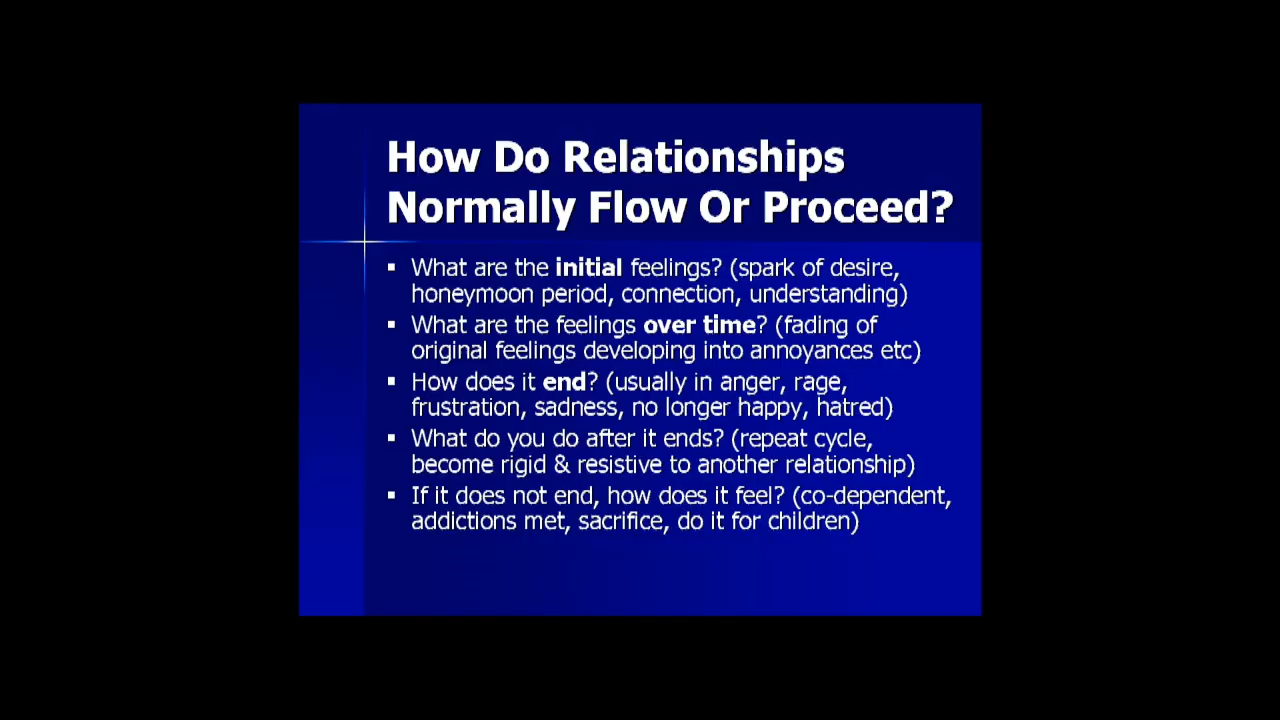 How Do Relationships
Normally Flow Or Proceed?
▪ What are the initial feelings? (spark of desire,
honeymoon period, connection, understanding)
▪ What are the feelings over time? (fading of
original feelings developing into annoyances etc)
▪ How does it end? (usually in anger, rage,
frustration, sadness, no longer happy, hatred)
▪ What do you do after it ends? (repeat cycle,
become rigid & resistive to another relationship)
▪ If it does not end, how does it feel? (co-dependent,
addictions met, sacrifice, do it for children)